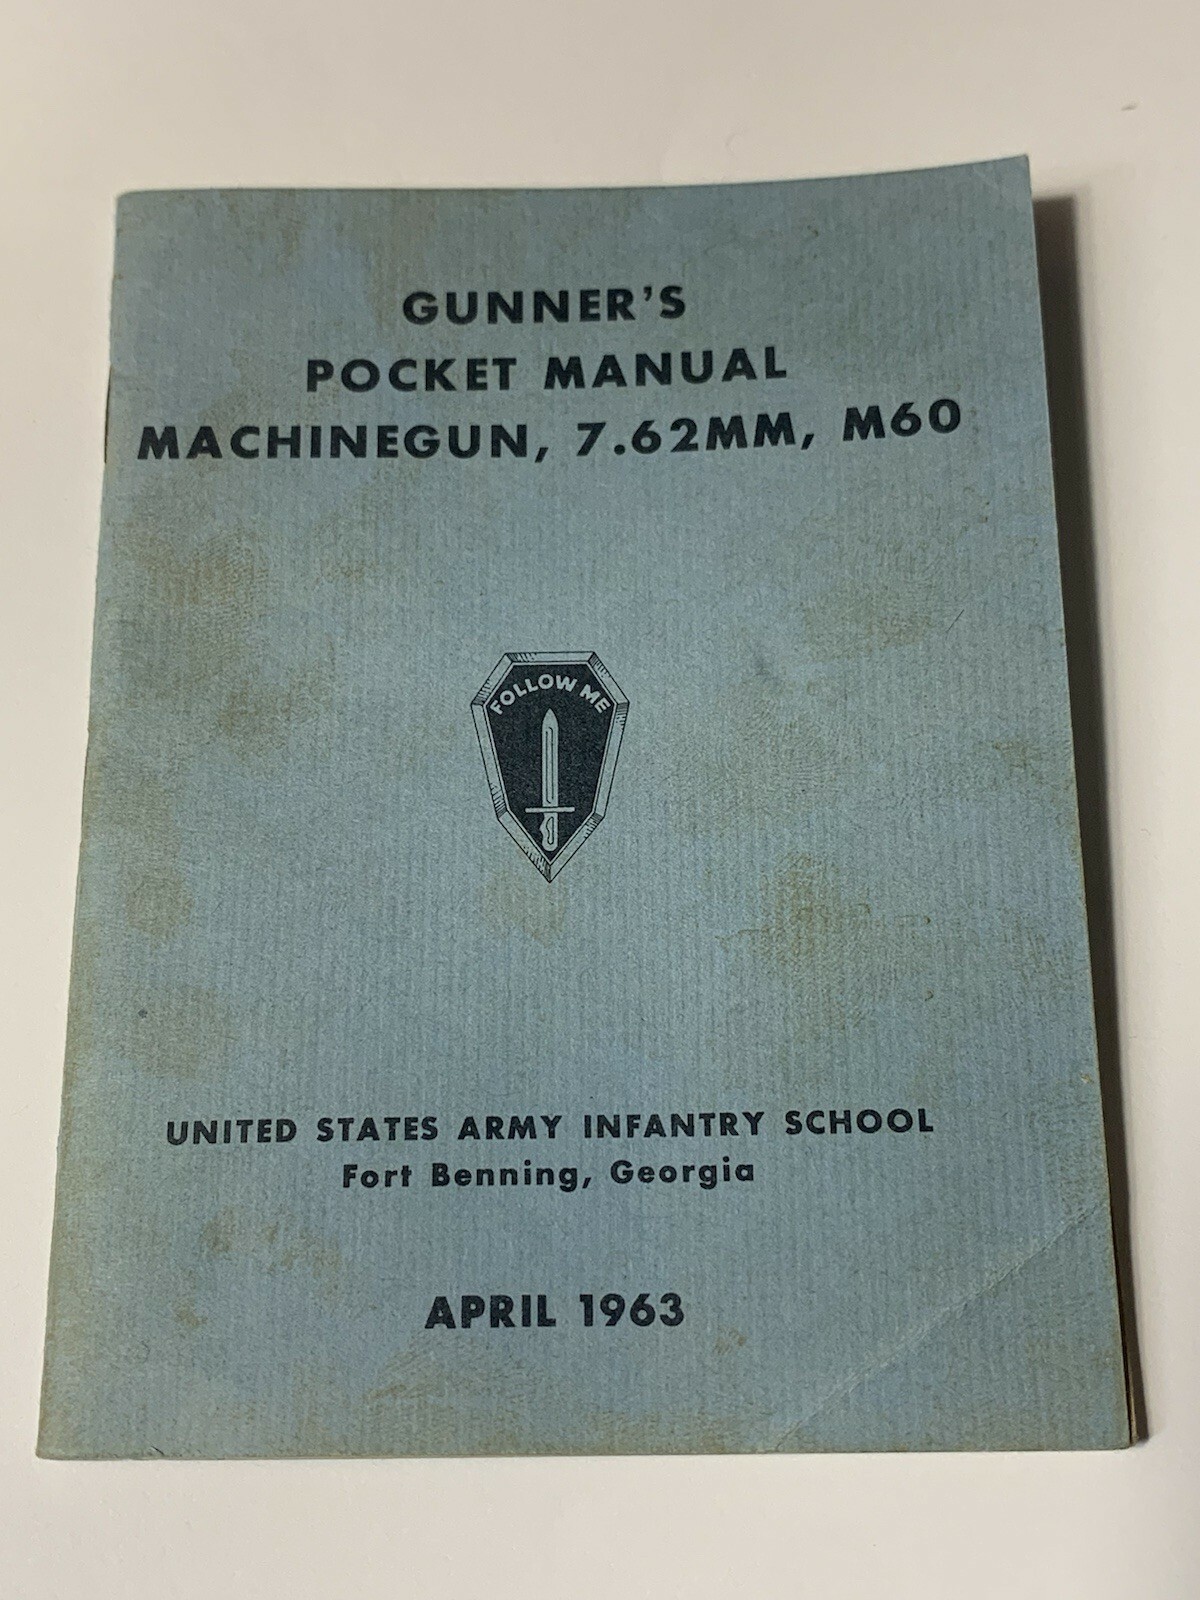 GUNNER'S
POCKET MANUAL
MACHINEGUN, 7.62MM, M60
FOLLOW ME
UNITED STATES ARMY INFANTRY SCHOOL
Fort Benning, Georgia
APRIL 1963